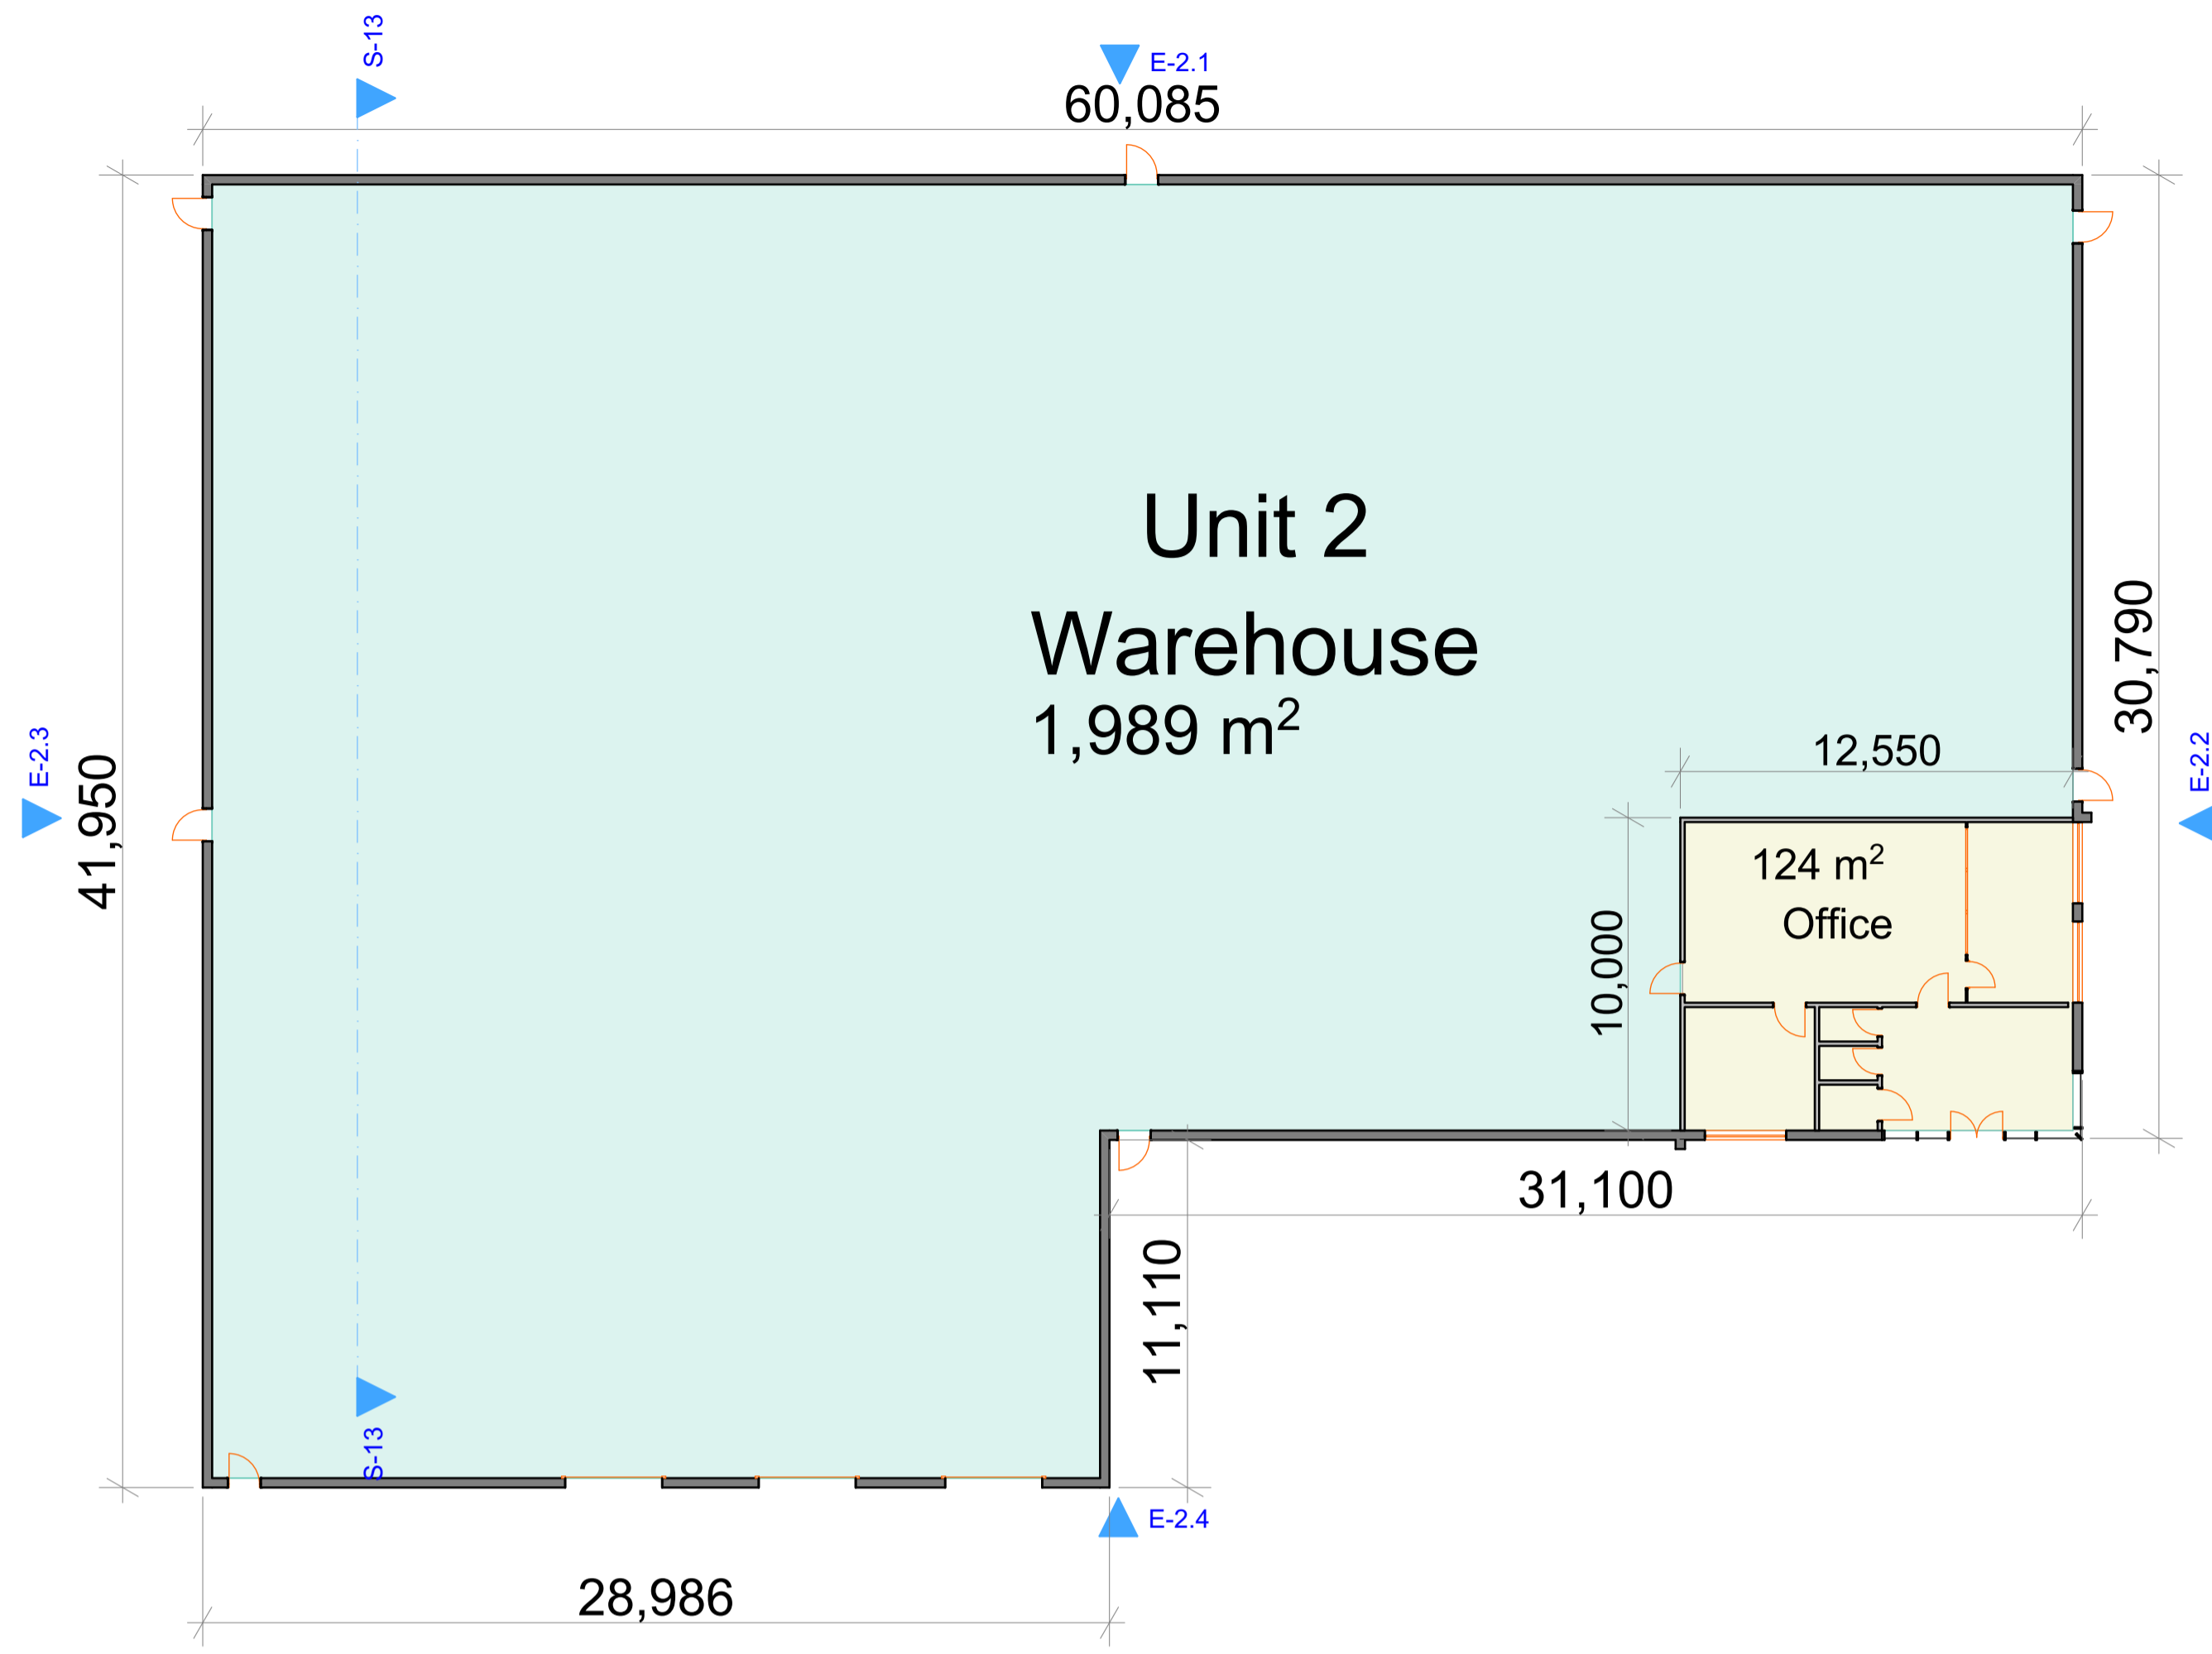 S-13
E-2.1
60,085
Unit 2
Warehouse
1,989 m²
E-2.3
41,950
30,790
E-2.2
12,550
124 m²
Office
10,000
31,100
11,110
S-13
E-2.4
28,986